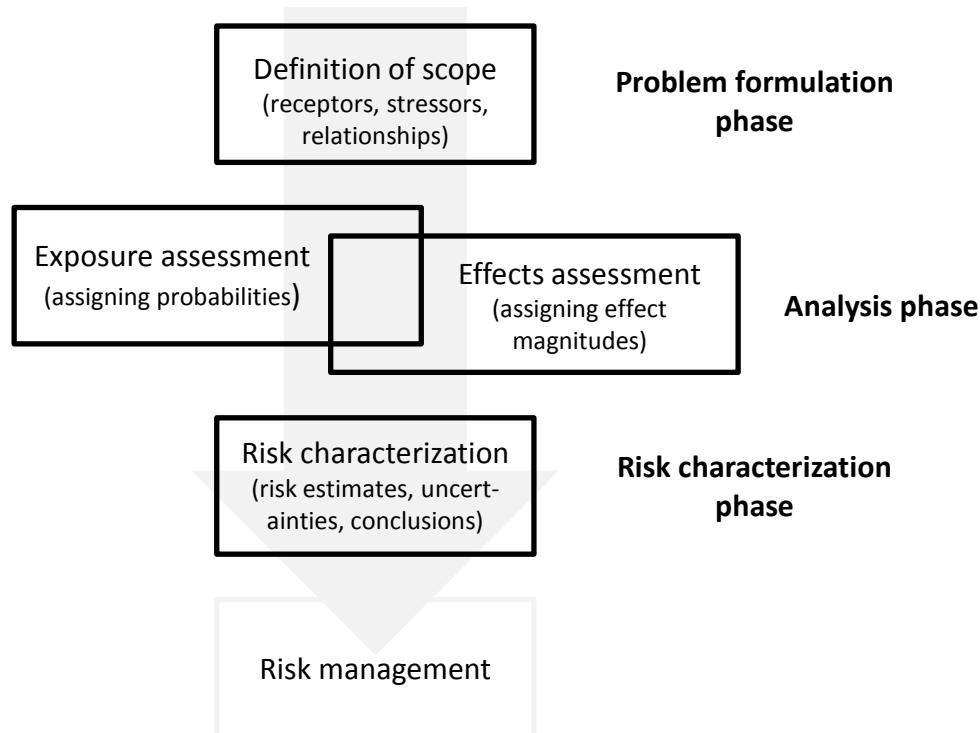 Definition of scope
(receptors, stressors,
relationships)
Problem formulation
phase
Exposure assessment
(assigning probabilities)
Effects assessment
(assigning effect
magnitudes)
Analysis phase
Risk characterization
(risk estimates, uncert-
ainties, conclusions)
Risk characterization
phase
Risk management